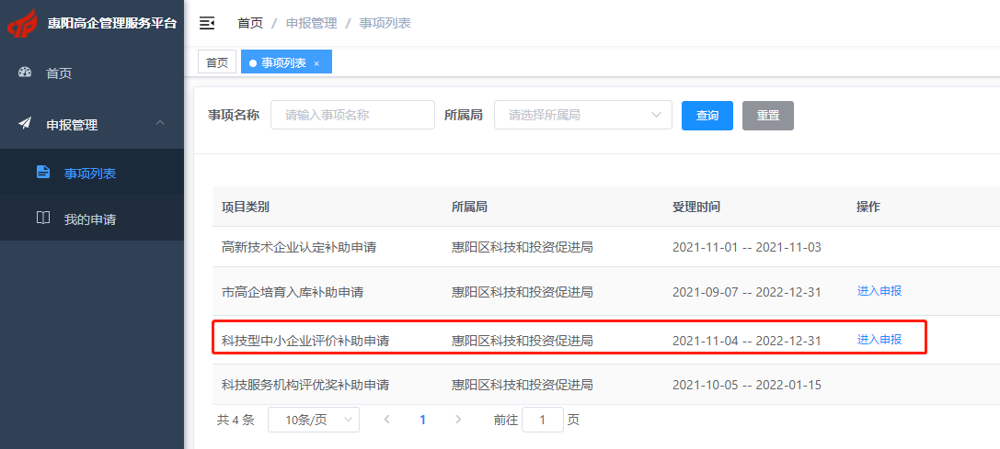 惠阳高企管理服务平台
首页 / 申报管理 / 事项列表
首页
申报管理
事项列表
我的申请
首页 事项列表 ×
事项名称 请输入事项名称 所属局 请选择所属局 查询 重置
项目类别 所属局 受理时间 操作
高新技术企业认定补助申请 惠阳区科技和投资促进局 2021-11-01 -- 2021-11-03
市高企培育入库补助申请 惠阳区科技和投资促进局 2021-09-07 -- 2022-12-31 进入申报
科技型中小企业评价补助申请 惠阳区科技和投资促进局 2021-11-04 -- 2022-12-31 进入申报
科技服务机构评优奖补助申请 惠阳区科技和投资促进局 2021-10-05 -- 2022-01-15
共 4 条 10条/页 < 1 > 前往 1 页